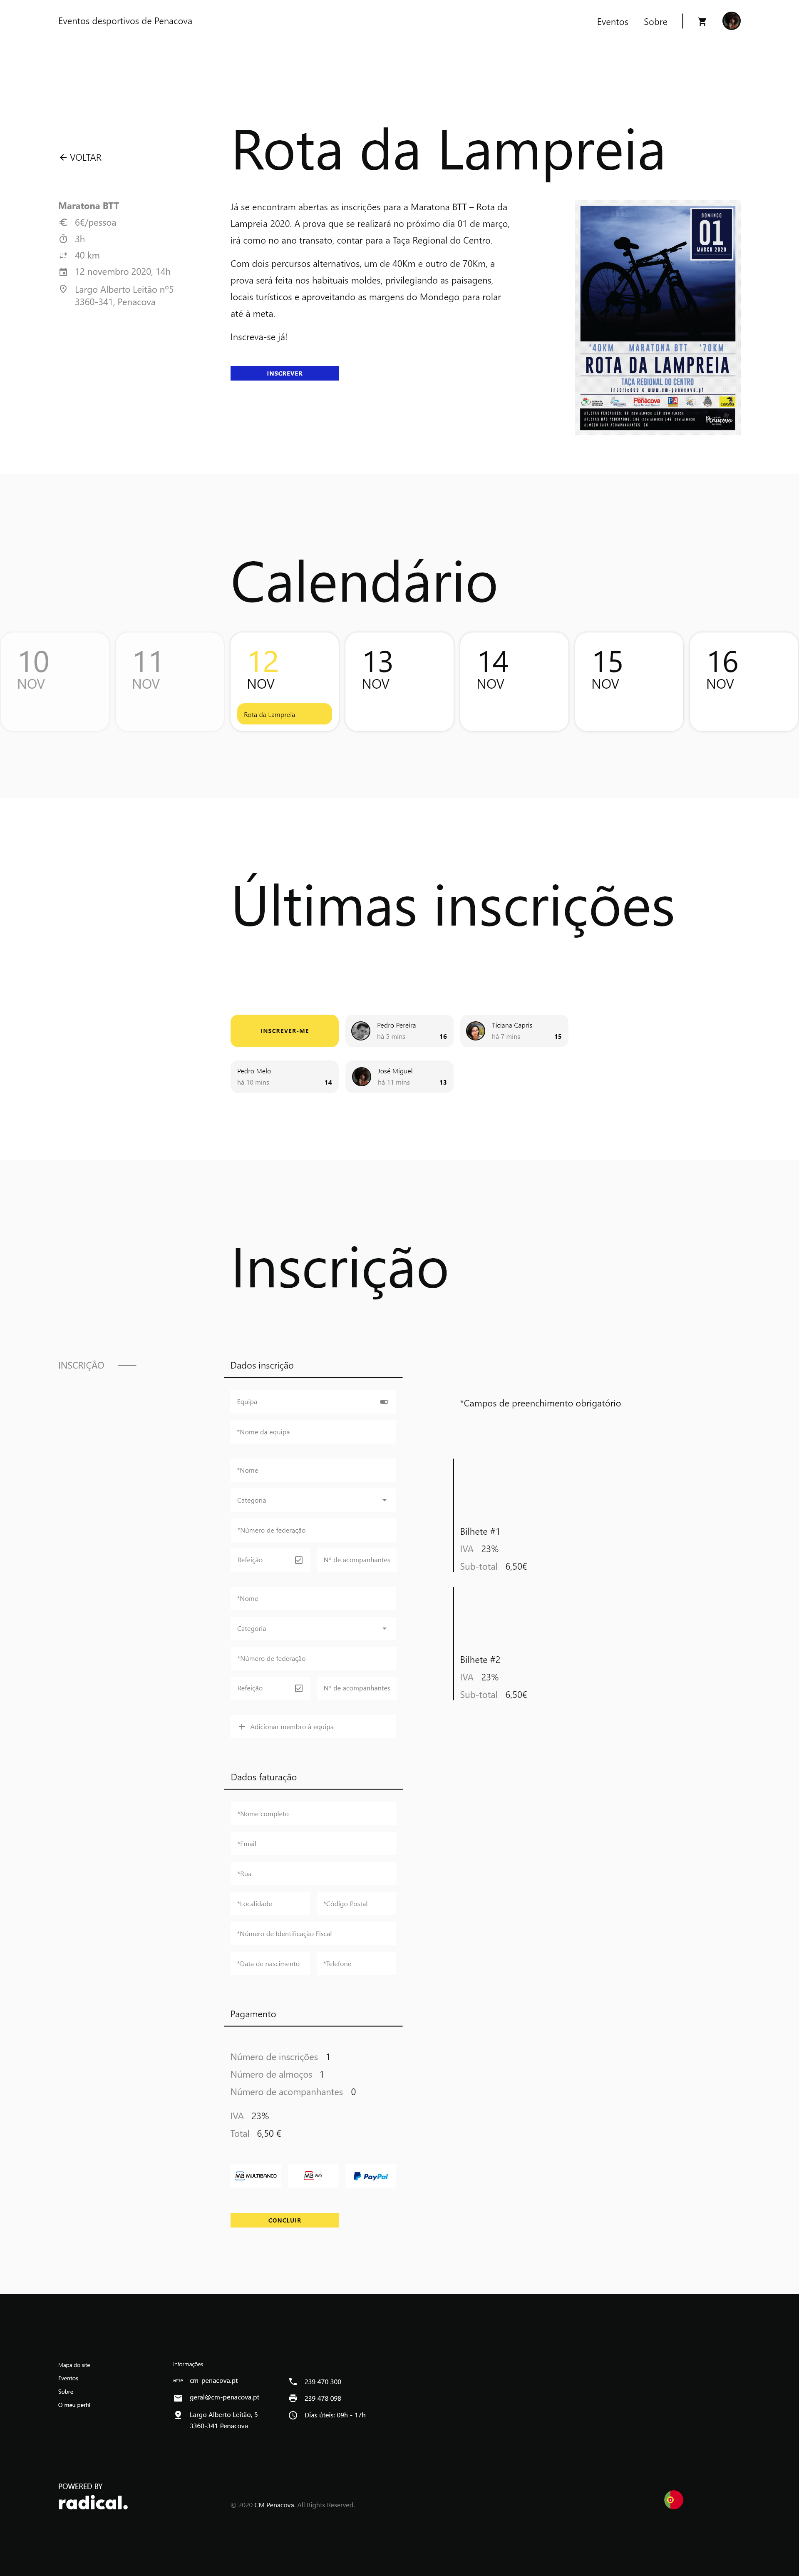 Eventos desportivos de Penacova
Eventos
Sobre
VOLTAR
Rota da Lampreia
Maratona BTT
6€/pessoa
3h
40 km
12 novembro 2020, 14h
Largo Alberto Leitão nº5
3360-341, Penacova
Já se encontram abertas as inscrições para a Maratona BTT – Rota da
Lampreia 2020. A prova que se realizará no próximo dia 01 de março,
irá como no ano transato, contar para a Taça Regional do Centro.
Com dois percursos alternativos, um de 40Km e outro de 70Km, a
prova será feita nos habituais moldes, privilegiando as paisagens,
locais turísticos e aproveitando as margens do Mondego para rolar
até à meta.
Inscreva-se já!
INSCREVER
DOMINGO
01
MARÇO 2020
*40KM MARATONA BTT *70KM
ROTA DA LAMPREIA
TAÇA REGIONAL DO CENTRO
inscrições e www.cm-penacova.pt
Penacova
Penacova
Calendário
10
NOV
11
NOV
12
NOV
Rota da Lampreia
13
NOV
14
NOV
15
NOV
16
NOV
Últimas inscrições
INSCREVER-ME
Pedro Pereira
há 5 mins
16
Ticiana Capris
há 7 mins
15
Pedro Melo
há 10 mins
14
José Miguel
há 11 mins
13
Inscrição
INSCRIÇÃO
Dados inscrição
Equipa
*Campos de preenchimento obrigatório
*Nome da equipa
*Nome
Categoria
*Número de federação
Refeição
Nº de acompanhantes
Bilhete #1
IVA 23%
Sub-total 6,50€
*Nome
Categoria
*Número de federação
Refeição
Nº de acompanhantes
Bilhete #2
IVA 23%
Sub-total 6,50€
Adicionar membro à equipa
Dados faturação
*Nome completo
*Email
*Rua
*Localidade
*Código Postal
*Número de Identificação Fiscal
*Data de nascimento
*Telefone
Pagamento
Número de inscrições 1
Número de almoços 1
Número de acompanhantes 0
IVA 23%
Total 6,50 €
MB MULTIBANCO
MB WAY
PayPal
CONCLUIR
Mapa do site
Eventos
Sobre
O meu perfil
Informações
HTTP cm-penacova.pt
geral@cm-penacova.pt
Largo Alberto Leitão, 5
3360-341 Penacova
239 470 300
239 478 098
Dias úteis: 09h - 17h
POWERED BY
radical.
© 2020 CM Penacova. All Rights Reserved.